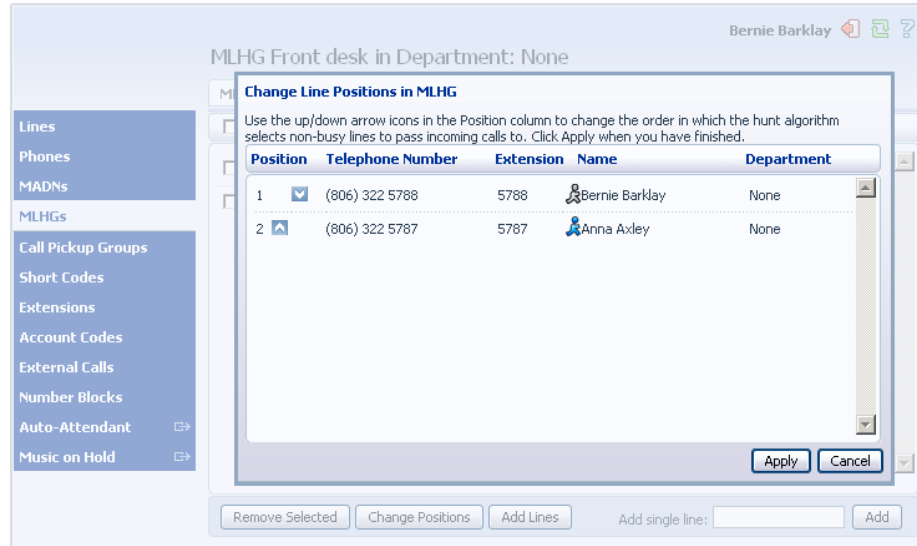 Bernie Barklay
MLHG Front desk in Department: None
Change Line Positions in MLHG
Use the up/down arrow icons in the Position column to change the order in which the hunt algorithm
selects non-busy lines to pass incoming calls to. Click Apply when you have finished.
Position Telephone Number Extension Name Department
1 (806) 322 5788 5788 Bernie Barklay None
2 (806) 322 5787 5787 Anna Axley None
Apply Cancel
Lines
Phones
MADNs
MLHGs
Call Pickup Groups
Short Codes
Extensions
Account Codes
External Calls
Number Blocks
Auto-Attendant
Music on Hold
Remove Selected Change Positions Add Lines Add single line: Add